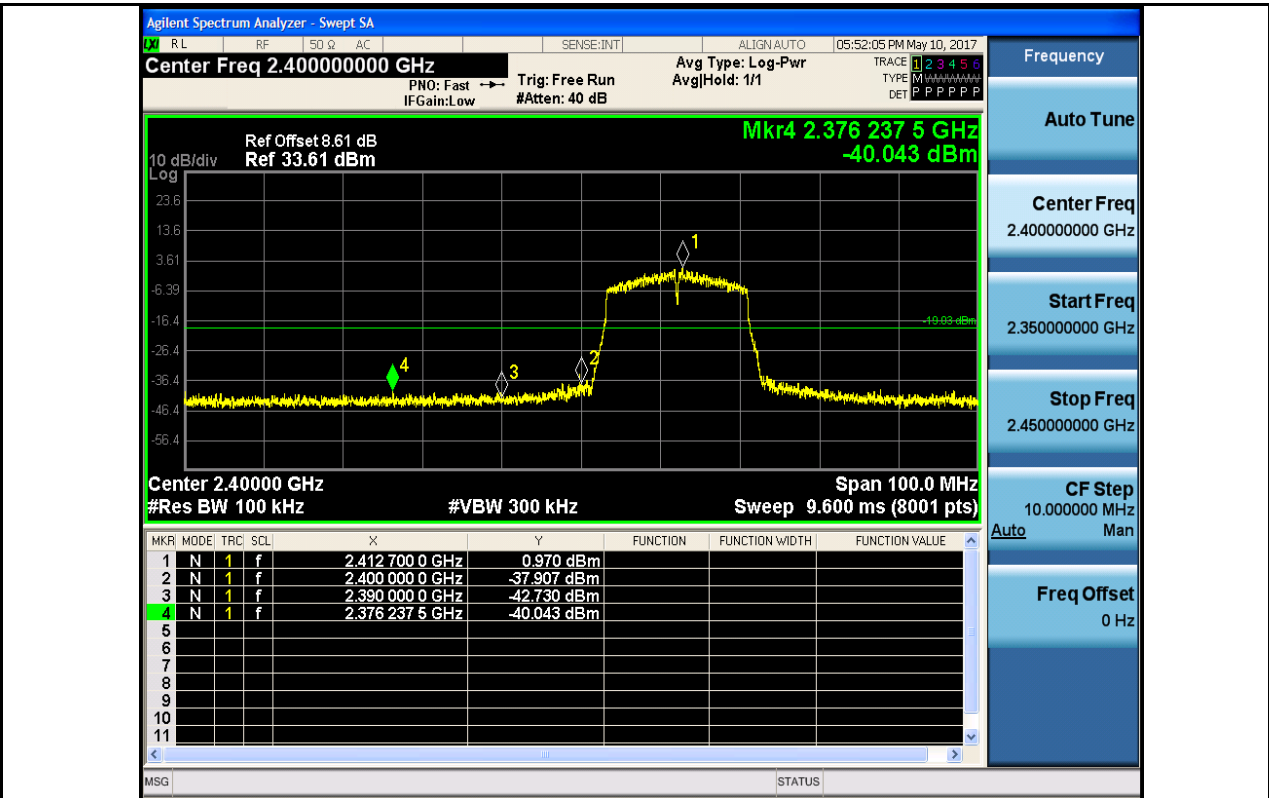 Agilent Spectrum Analyzer - Swept SA
LXI RL RF 50 Ω AC SENSE:INT ALIGN AUTO 05:52:05 PM May 10, 2017
Center Freq 2.400000000 GHz
PNO: Fast
IFGain:Low
Trig: Free Run
#Atten: 40 dB
Avg Type: Log-Pwr
Avg|Hold: 1/1
TRACE 1 2 3 4 5 6
TYPE M
DET P P P P P P
Mkr4 2.376 237 5 GHz
-40.043 dBm
Ref Offset 8.61 dB
10 dB/div Ref 33.61 dBm
Log
23.6
13.6
3.61
-6.39
-16.4
-26.4
-36.4
-46.4
-56.4
1
-19.03 dBm
2
3
4
Center 2.40000 GHz Span 100.0 MHz
#Res BW 100 kHz #VBW 300 kHz Sweep 9.600 ms (8001 pts)
MKR MODE TRC SCL X Y FUNCTION FUNCTION WIDTH FUNCTION VALUE
1 N 1 f 2.412 700 0 GHz 0.970 dBm
2 N 1 f 2.400 000 0 GHz -37.907 dBm
3 N 1 f 2.390 000 0 GHz -42.730 dBm
4 N 1 f 2.376 237 5 GHz -40.043 dBm
5
6
7
8
9
10
11
MSG STATUS
Frequency
Auto Tune
Center Freq
2.400000000 GHz
Start Freq
2.350000000 GHz
Stop Freq
2.450000000 GHz
CF Step
10.000000 MHz
Auto Man
Freq Offset
0 Hz